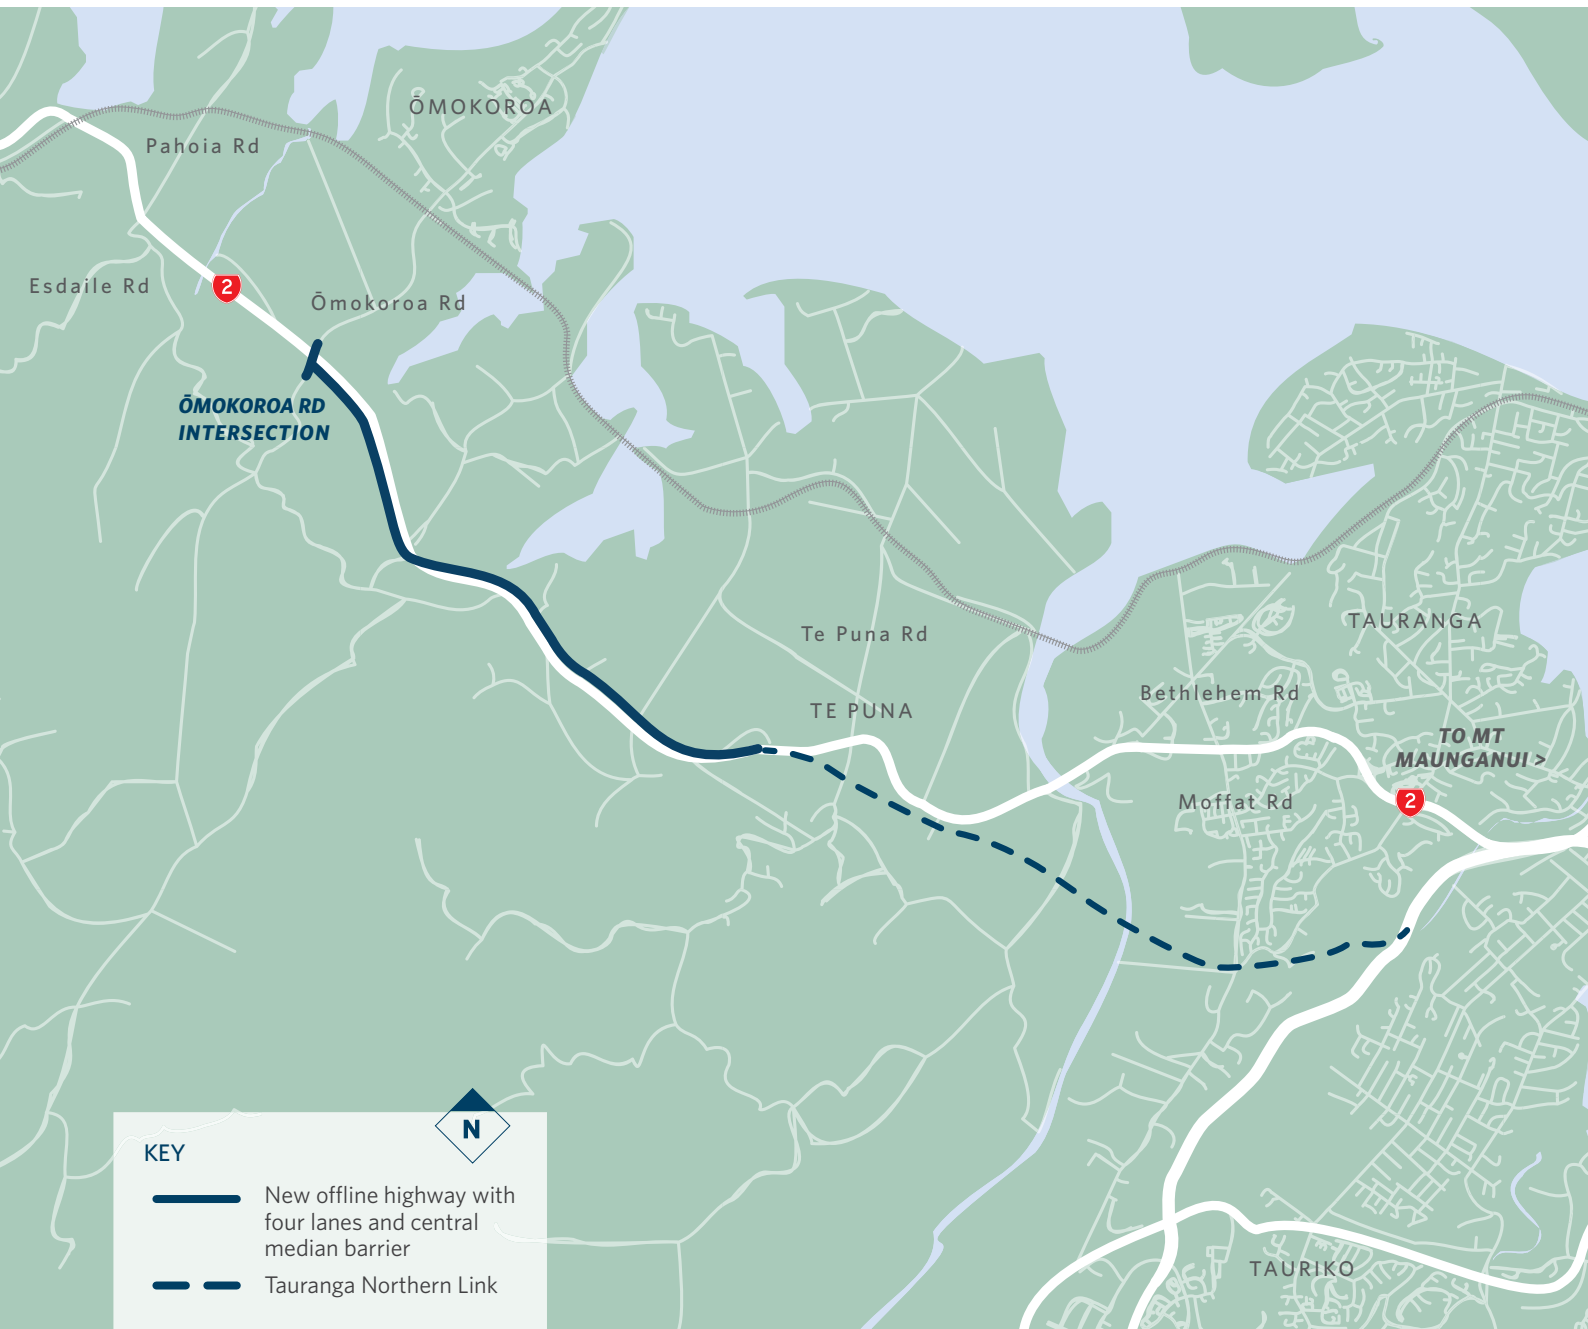 ŌMOKOROA
Pahoia Rd
Esdaile Rd
2
Ōmokoroa Rd
ŌMOKOROA RD
INTERSECTION
TAURANGA
Te Puna Rd
Bethlehem Rd
TE PUNA
TO MT
MAUNGANUI >
Moffat Rd
2
N
KEY
New offline highway with
four lanes and central
median barrier
Tauranga Northern Link
TAURIKO